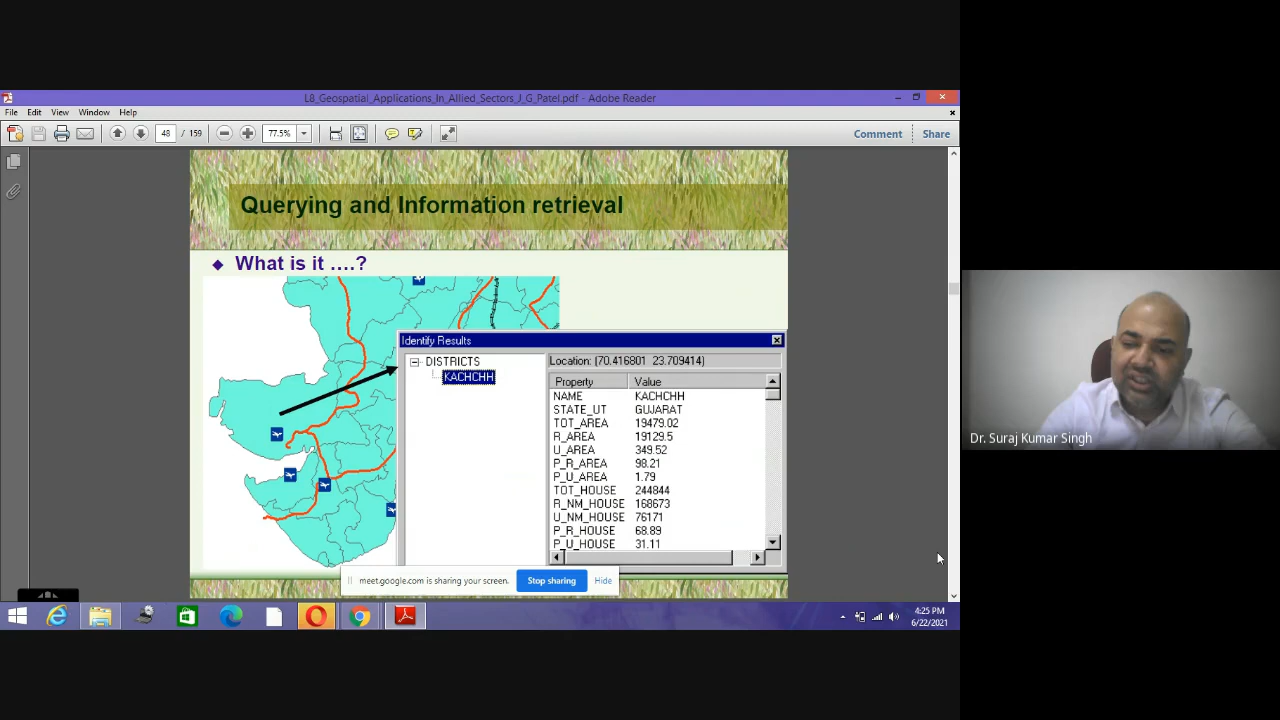 L8_Geospatial_Applications_In_Allied_Sectors_J_G_Patel.pdf - Adobe Reader
File Edit View Window Help
48 / 159 77.5% Comment Share
Querying and Information retrieval
What is it ....?
Identify Results
DISTRICTS
KACHCHH
Location: (70.416801 23.709414)
Property Value
NAME KACHCHH
STATE_UT GUJARAT
TOT_AREA 19479.02
R_AREA 19129.5
U_AREA 349.52
P_R_AREA 98.21
P_U_AREA 1.79
TOT_HOUSE 244844
R_NM_HOUSE 168673
U_NM_HOUSE 76171
P_R_HOUSE 68.89
P_U_HOUSE 31.11
Dr. Suraj Kumar Singh
meet.google.com is sharing your screen. Stop sharing Hide
4:25 PM
6/22/2021